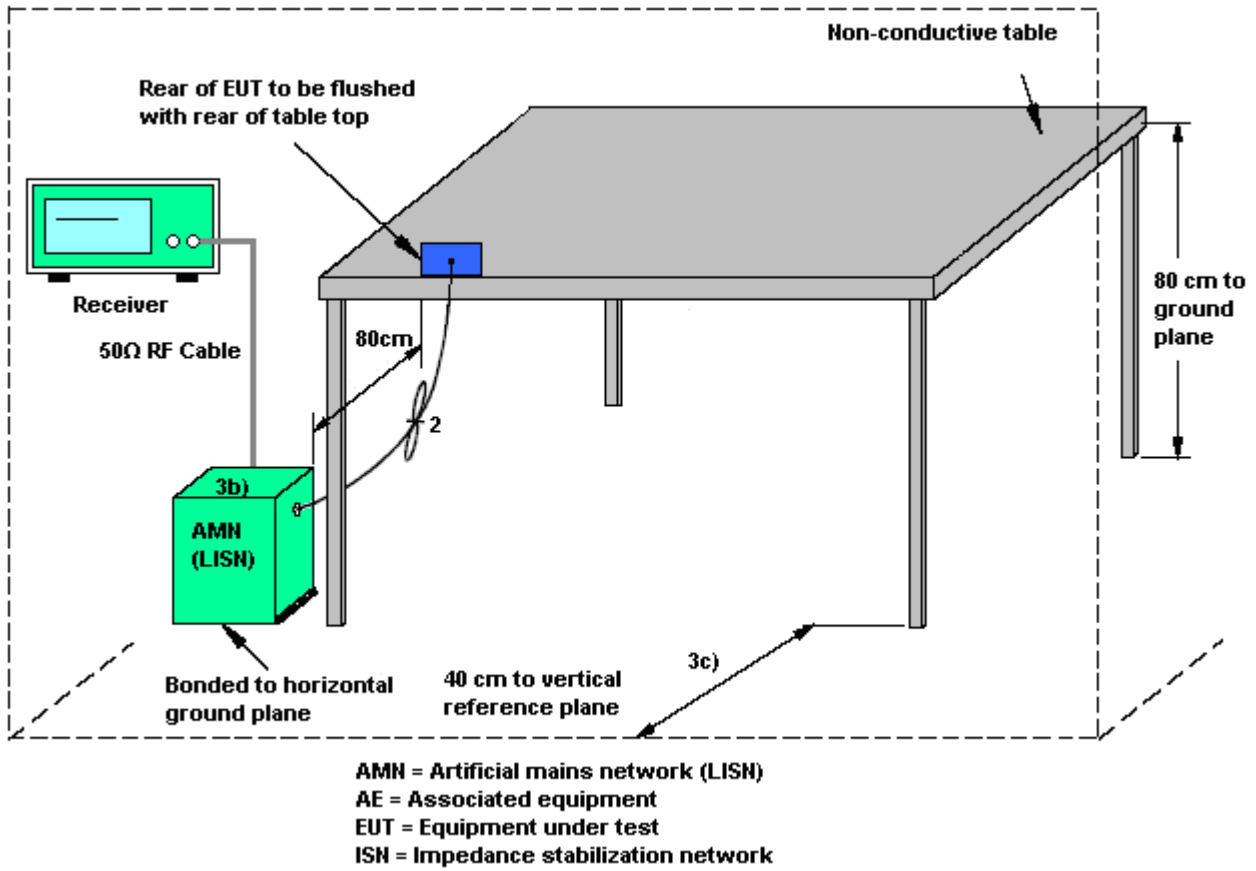 Non-conductive table
Rear of EUT to be flushed
with rear of table top
Receiver
50Ω RF Cable
80cm
2
80 cm to
ground
plane
3b)
AMN
(LISN)
3c)
Bonded to horizontal
ground plane
40 cm to vertical
reference plane
AMN = Artificial mains network (LISN)
AE = Associated equipment
EUT = Equipment under test
ISN = Impedance stabilization network